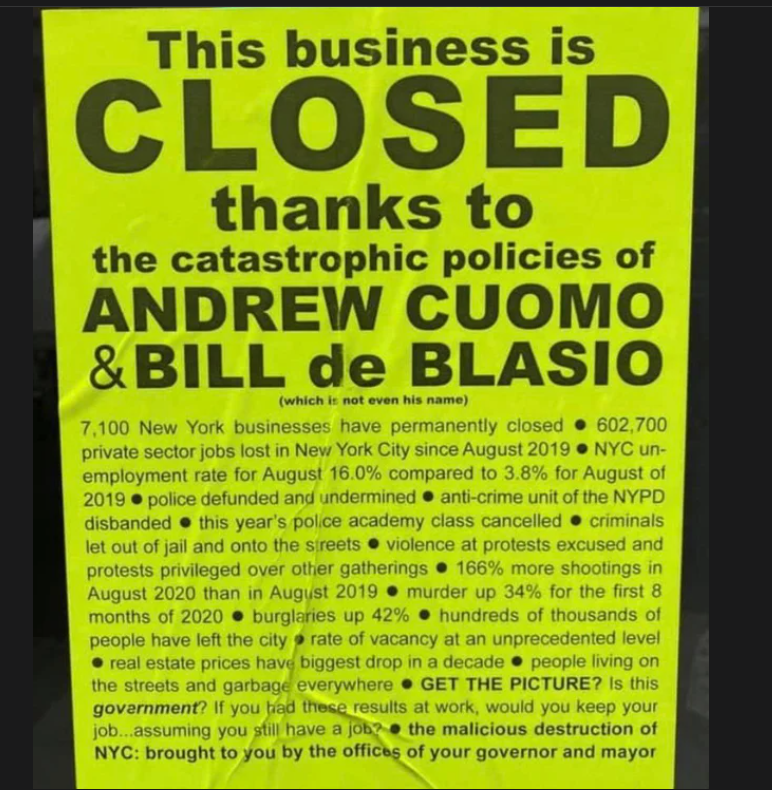 This business is
CLOSED
thanks to
the catastrophic policies of
ANDREW CUOMO
& BILL de BLASIO
(which is not even his name)
7,100 New York businesses have permanently closed ● 602,700
private sector jobs lost in New York City since August 2019 ● NYC un-
employment rate for August 16.0% compared to 3.8% for August of
2019 ● police defunded and undermined ● anti-crime unit of the NYPD
disbanded ● this year's police academy class cancelled ● criminals
let out of jail and onto the streets ● violence at protests excused and
protests privileged over other gatherings ● 166% more shootings in
August 2020 than in August 2019 ● murder up 34% for the first 8
months of 2020 ● burglaries up 42% ● hundreds of thousands of
people have left the city ● rate of vacancy at an unprecedented level
● real estate prices have biggest drop in a decade ● people living on
the streets and garbage everywhere ● GET THE PICTURE? Is this
government? If you had these results at work, would you keep your
job...assuming you still have a job? ● the malicious destruction of
NYC: brought to you by the offices of your governor and mayor